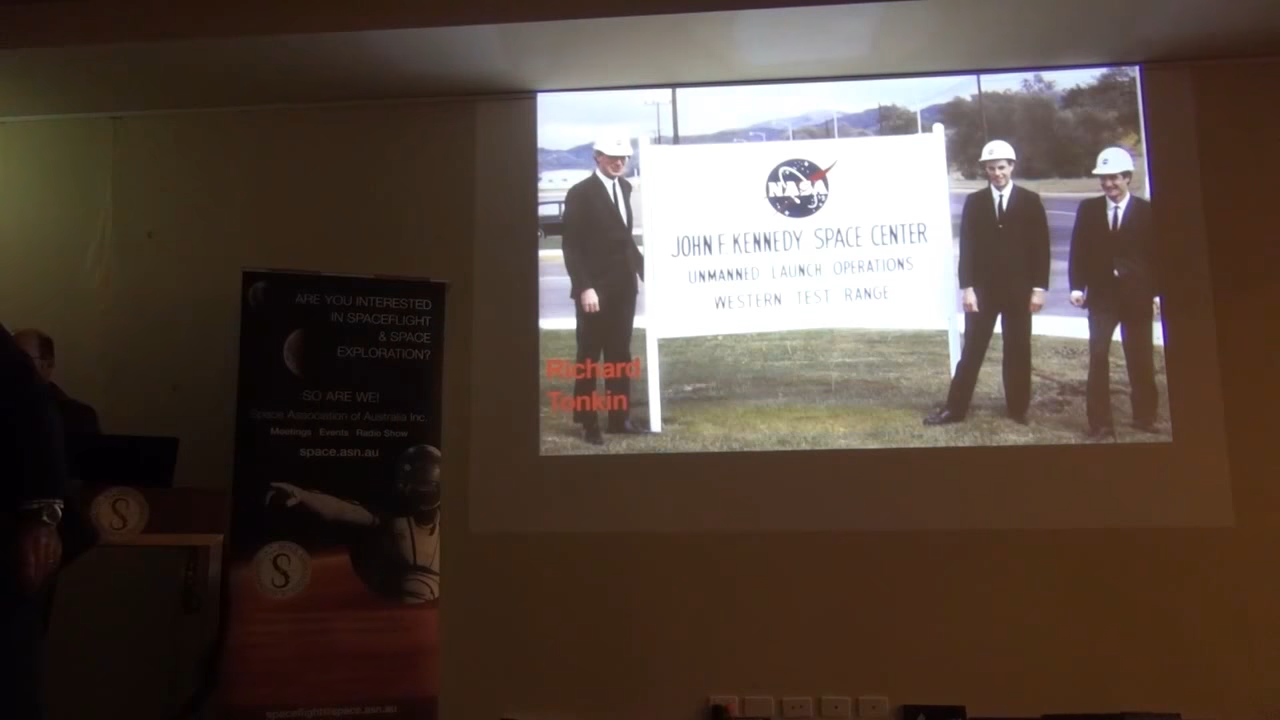 ARE YOU INTERESTED
IN SPACEFLIGHT
& SPACE
EXPLORATION?
SO ARE WE!
Space Association of Australia Inc.
Meetings Events Radio Show
space.asn.au
S
S
NASA
JOHN F. KENNEDY SPACE CENTER
UNMANNED LAUNCH OPERATIONS
WESTERN TEST RANGE
Richard
Tonkin